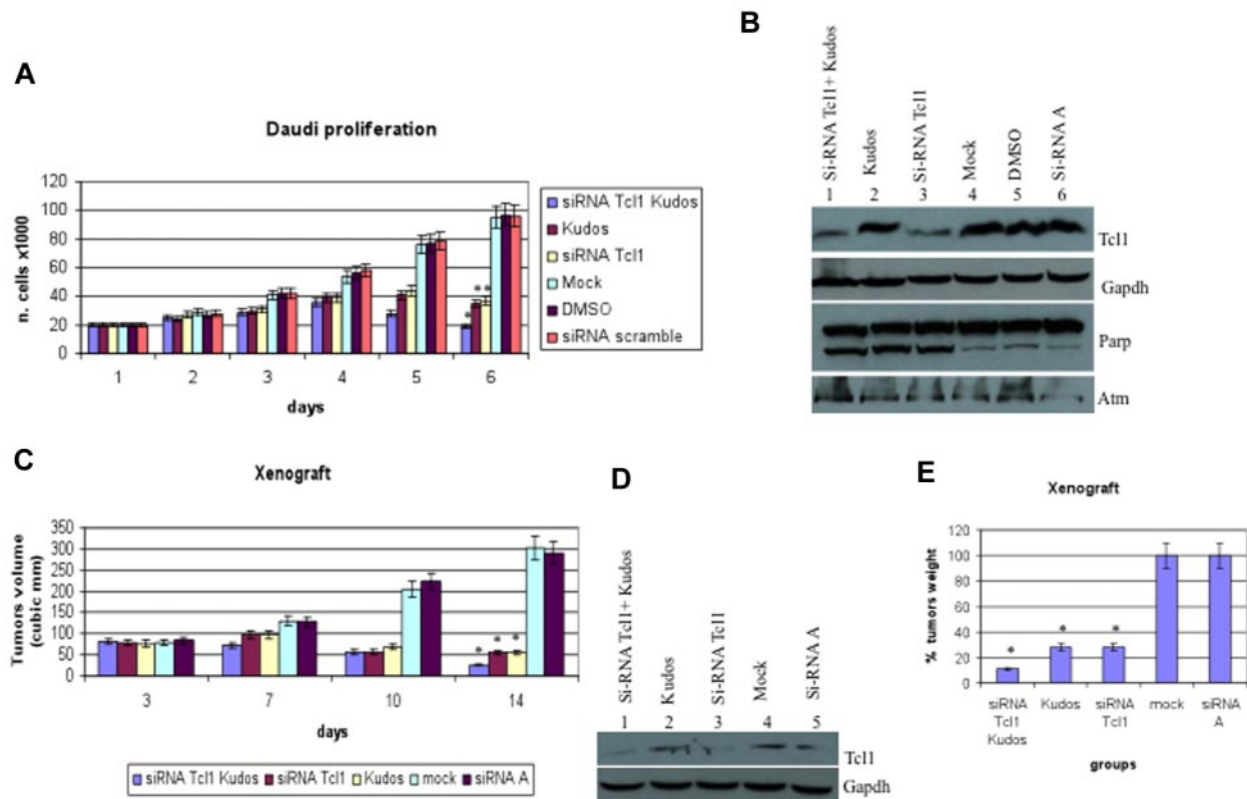 A
Daudi proliferation
n. cells x1000
120
100
80
60
40
20
0
* * *
1 2 3 4 5 6
days
siRNA Tcl1 Kudos
Kudos
siRNA Tcl1
Mock
DMSO
siRNA scramble
B
Si-RNA Tcl1+ Kudos
Kudos
Si-RNA Tcl1
Mock
DMSO
Si-RNA A
1 2 3 4 5 6
Tcl1
Gapdh
Parp
Atm
C
Xenograft
Tumors volume
(cubic mm)
350
300
250
200
150
100
50
0
* * *
3 7 10 14
days
siRNA Tcl1 Kudos siRNA Tcl1 Kudos mock siRNA A
D
Si-RNA Tcl1+ Kudos
Kudos
Si-RNA Tcl1
Mock
Si-RNA A
1 2 3 4 5
Tcl1
Gapdh
E
Xenograft
% tumors weight
120
100
80
60
40
20
0
* * *
siRNA Tcl1 Kudos
Kudos
siRNA Tcl1
mock
siRNA A
groups